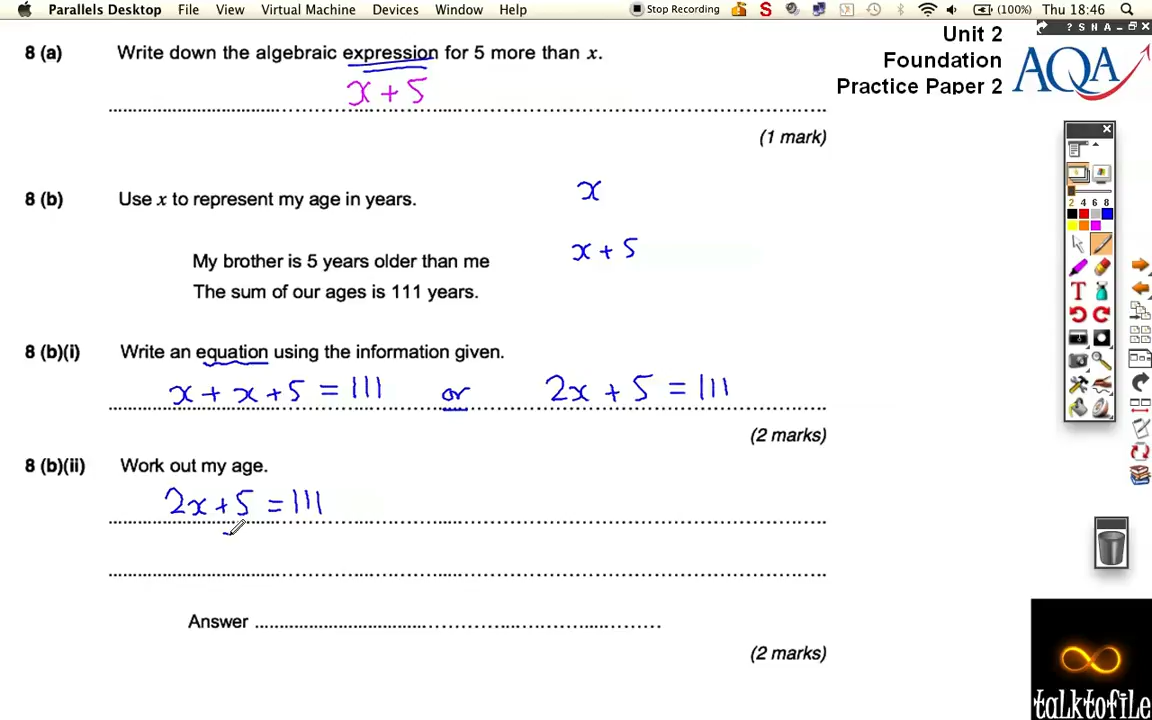 Parallels Desktop File View Virtual Machine Devices Window Help Stop Recording S (100%) Thu 18:46
? S N A
Unit 2
Foundation
Practice Paper 2
AQA
8 (a) Write down the algebraic expression for 5 more than x.
x + 5
(1 mark)
8 (b) Use x to represent my age in years.
x
x + 5
My brother is 5 years older than me
The sum of our ages is 111 years.
8 (b)(i) Write an equation using the information given.
x + x + 5 = 111 or 2x + 5 = 111
(2 marks)
8 (b)(ii) Work out my age.
2x + 5 = 111
Answer
(2 marks)
2 4 6 8
T
talktofile